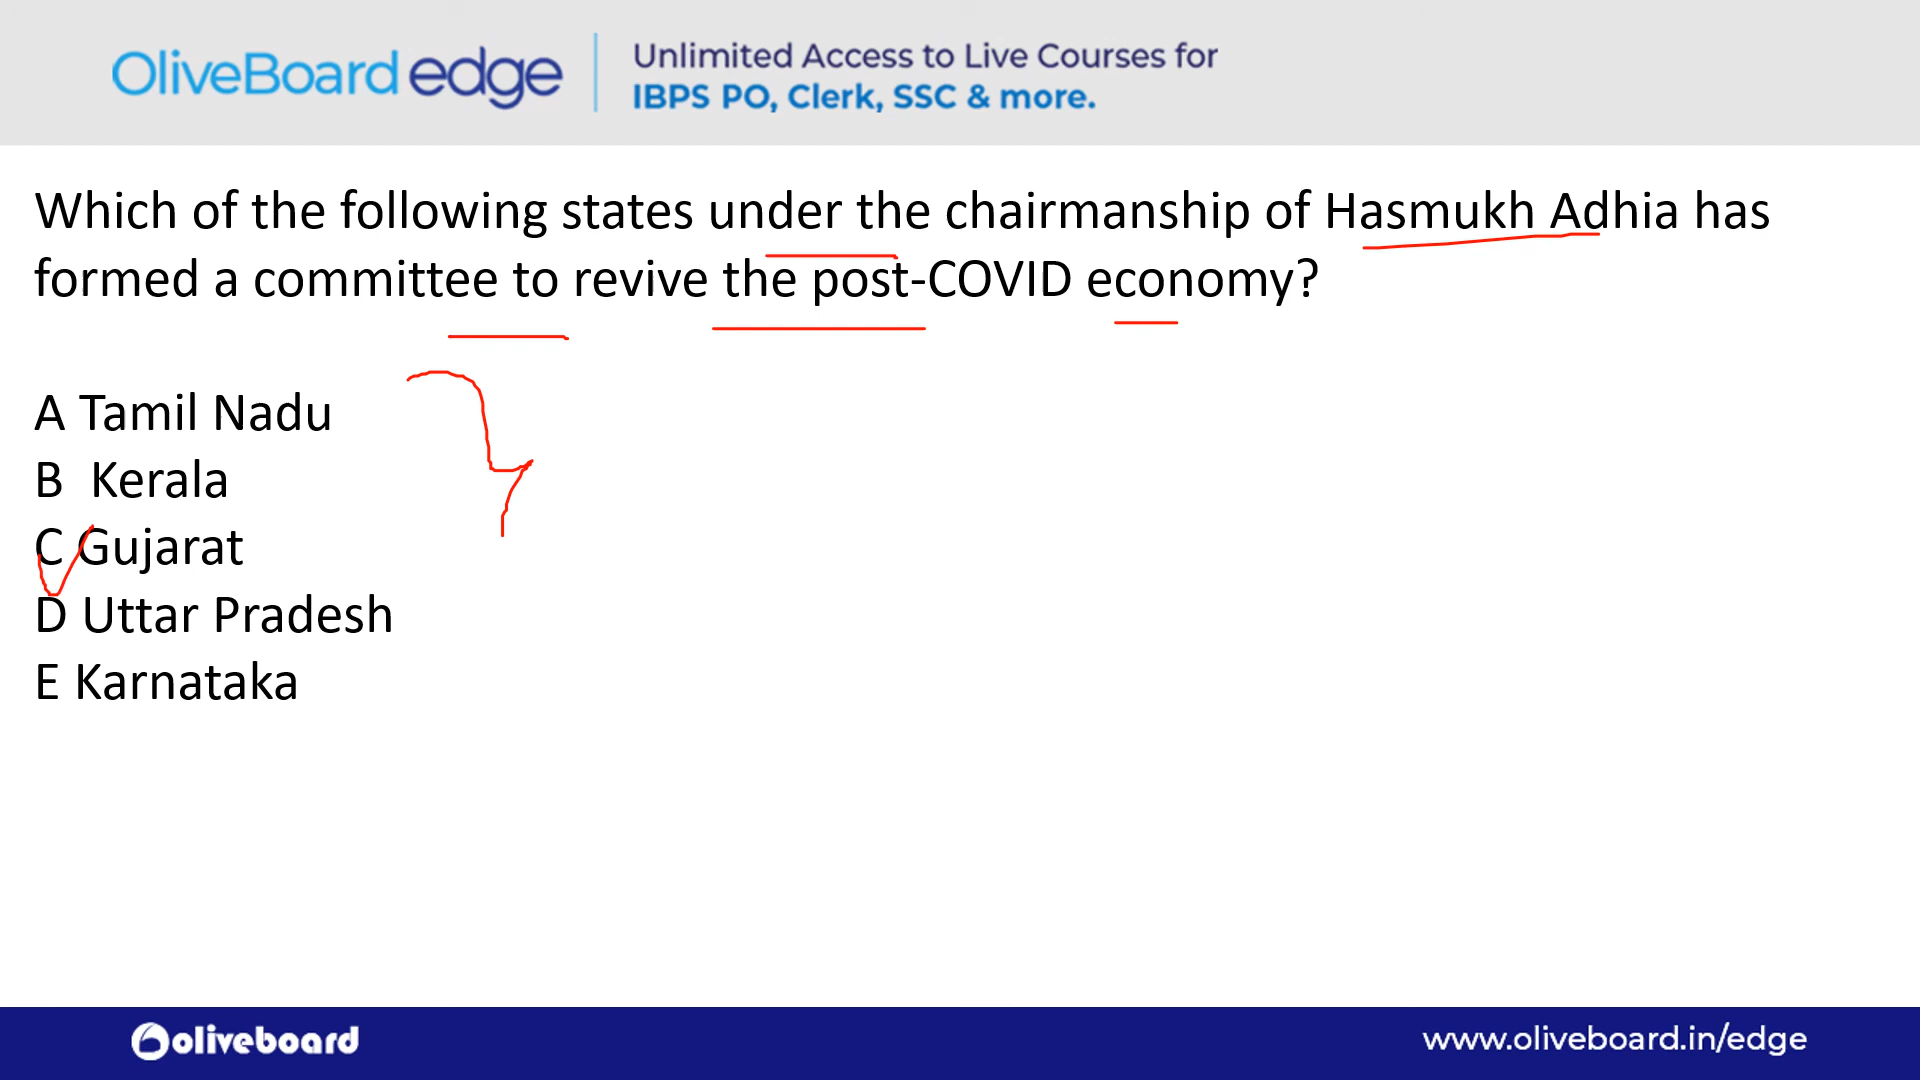 OliveBoard edge
Unlimited Access to Live Courses for
IBPS PO, Clerk, SSC & more.
Which of the following states under the chairmanship of Hasmukh Adhia has
formed a committee to revive the post-COVID economy?
A Tamil Nadu
B Kerala
C Gujarat
D Uttar Pradesh
E Karnataka
oliveboard
www.oliveboard.in/edge